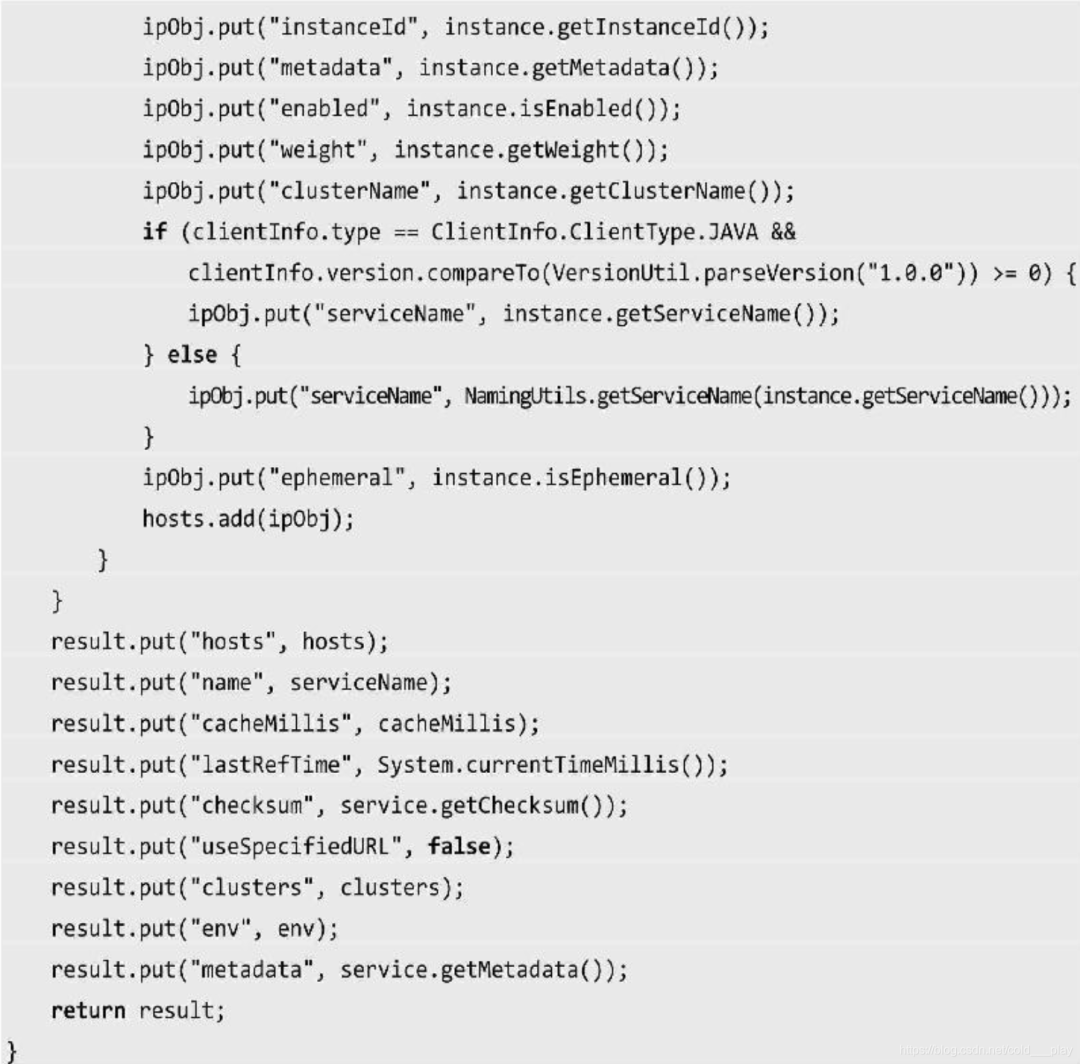 ipObj.put("instanceId", instance.getInstanceId());
ipObj.put("metadata", instance.getMetadata());
ipObj.put("enabled", instance.isEnabled());
ipObj.put("weight", instance.getWeight());
ipObj.put("clusterName", instance.getClusterName());
if (clientInfo.type == ClientInfo.ClientType.JAVA &&
clientInfo.version.compareTo(VersionUtil.parseVersion("1.0.0")) >= 0) {
ipObj.put("serviceName", instance.getServiceName());
} else {
ipObj.put("serviceName", NamingUtils.getServiceName(instance.getServiceName()));
}
ipObj.put("ephemeral", instance.isEphemeral());
hosts.add(ipObj);
}
}
result.put("hosts", hosts);
result.put("name", serviceName);
result.put("cacheMillis", cacheMillis);
result.put("lastRefTime", System.currentTimeMillis());
result.put("checksum", service.getChecksum());
result.put("useSpecifiedURL", false);
result.put("clusters", clusters);
result.put("env", env);
result.put("metadata", service.getMetadata());
return result;
}